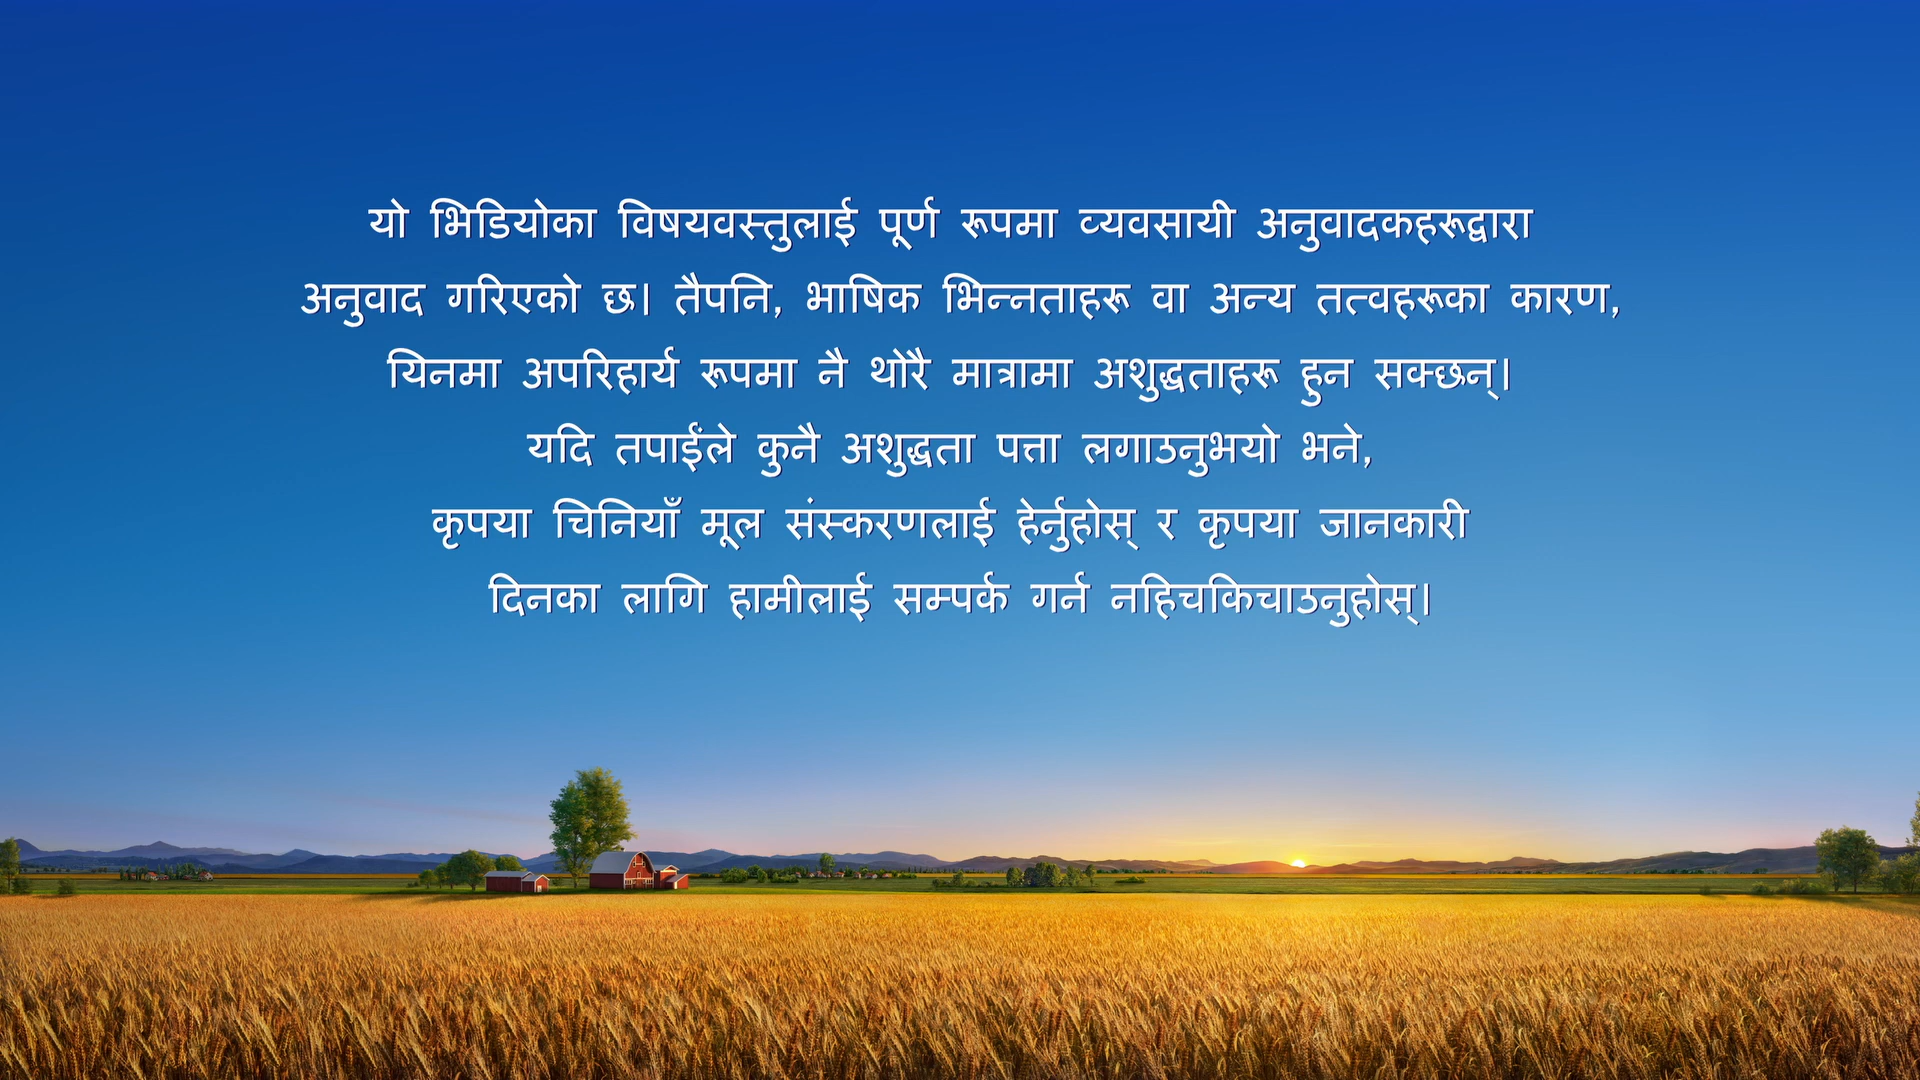 यो भिडियोका विषयवस्तुलाई पूर्ण रूपमा व्यवसायी अनुवादकहरूद्वारा
अनुवाद गरिएको छ। तैपनि, भाषिक भिन्नताहरू वा अन्य तत्वहरूका कारण,
यिनमा अपरिहार्य रूपमा नै थोरै मात्रामा अशुद्धताहरू हुन सक्छन्।
यदि तपाईंले कुनै अशुद्धता पत्ता लगाउनुभयो भने,
कृपया चिनियाँ मूल संस्करणलाई हेर्नुहोस् र कृपया जानकारी
दिनका लागि हामीलाई सम्पर्क गर्न नहिचकिचाउनुहोस्।